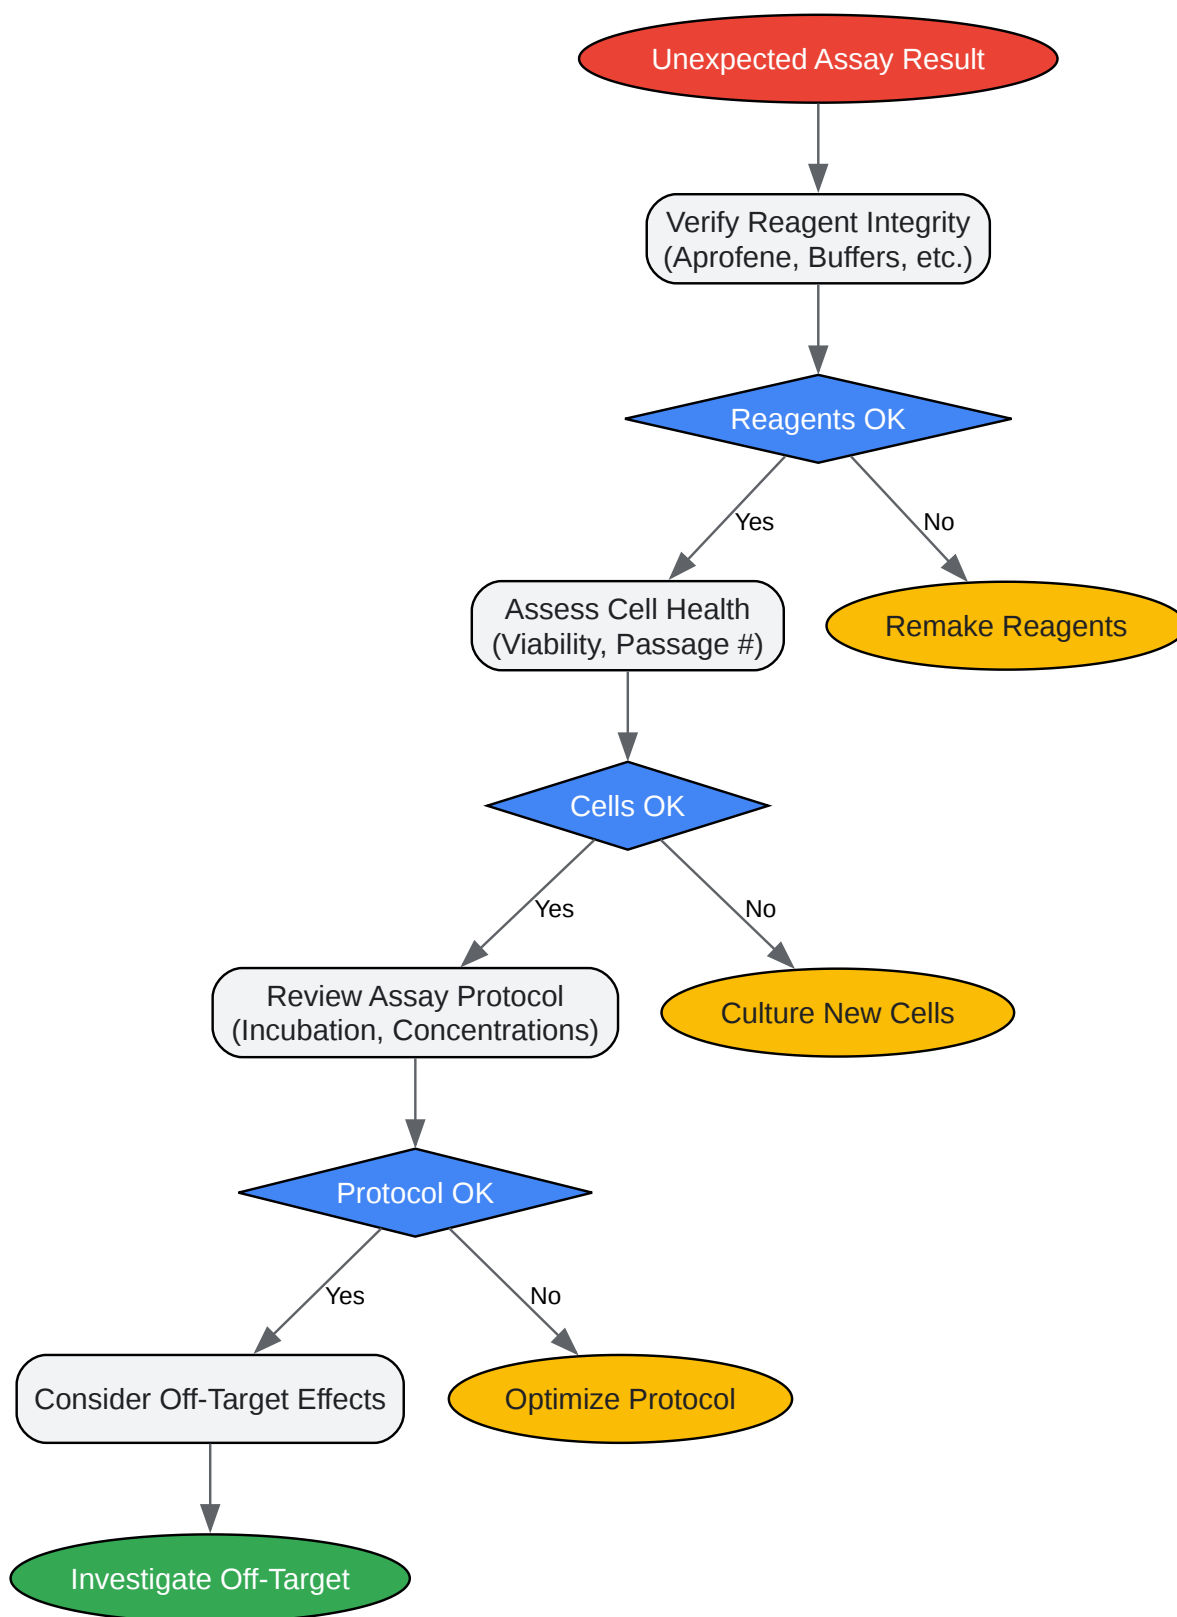 Unexpected Assay Result
Verify Reagent Integrity
(Aprofene, Buffers, etc.)
Reagents OK
Yes
No
Assess Cell Health
(Viability, Passage #)
Remake Reagents
Cells OK
Yes
No
Review Assay Protocol
(Incubation, Concentrations)
Culture New Cells
Protocol OK
Yes
No
Consider Off-Target Effects
Optimize Protocol
Investigate Off-Target